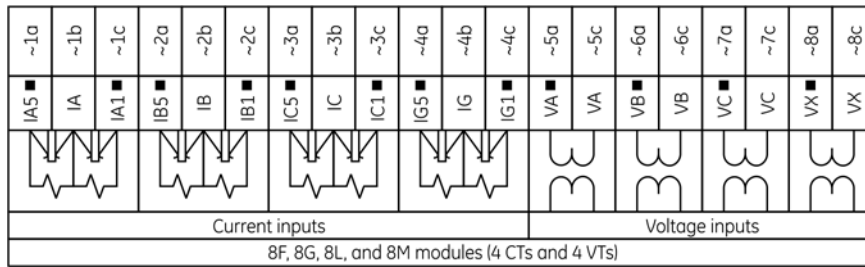 ~1a ~1b ~1c ~2a ~2b ~2c ~3a ~3b ~3c ~4a ~4b ~4c ~5a ~5c ~6a ~6c ~7a ~7c ~8a ~8c
IA5 IA IA1 IB5 IB IB1 IC5 IC IC1 IG5 IG IG1 VA VA VB VB VC VC VX VX
Current inputs Voltage inputs
8F, 8G, 8L, and 8M modules (4 CTs and 4 VTs)